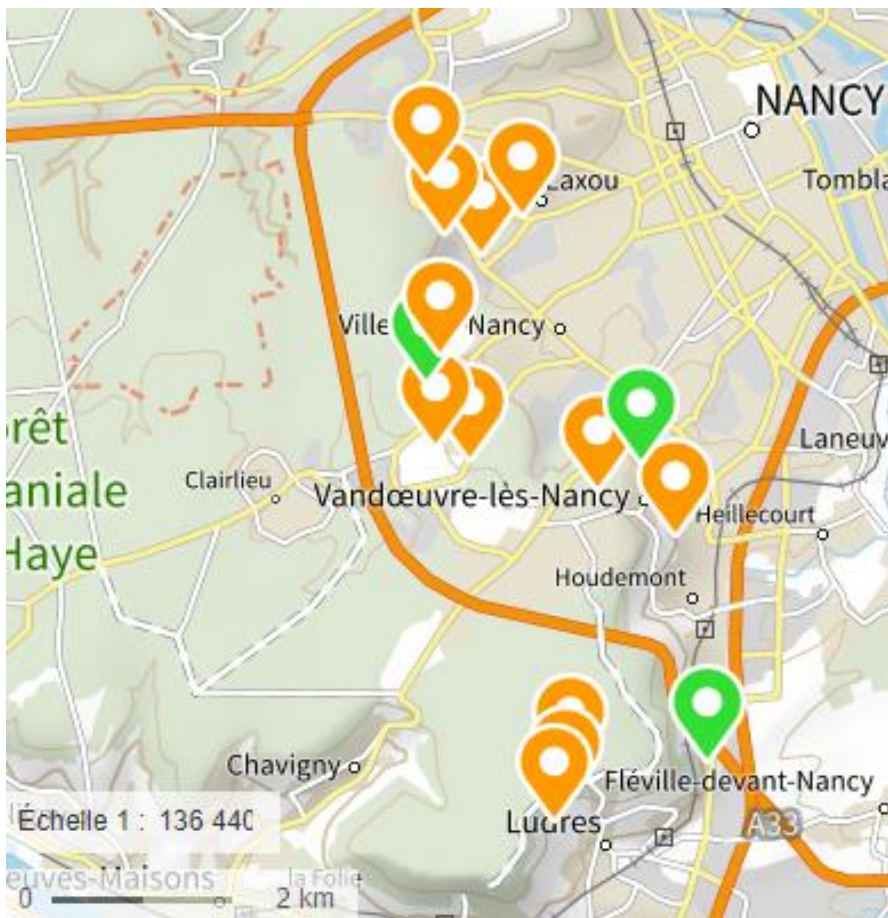 NANCY
Laxou
Tombla
Ville Nancy
orêt
aniale
Haye
Laneuv
Clairlieu
Vandœuvre-lès-Nancy
Heillecourt
Houdemont
Chavigny
Fléville-devant-Nancy
Échelle 1 : 136 440
Ludres
A33
euves-Maisons
la Folie
0 2 km